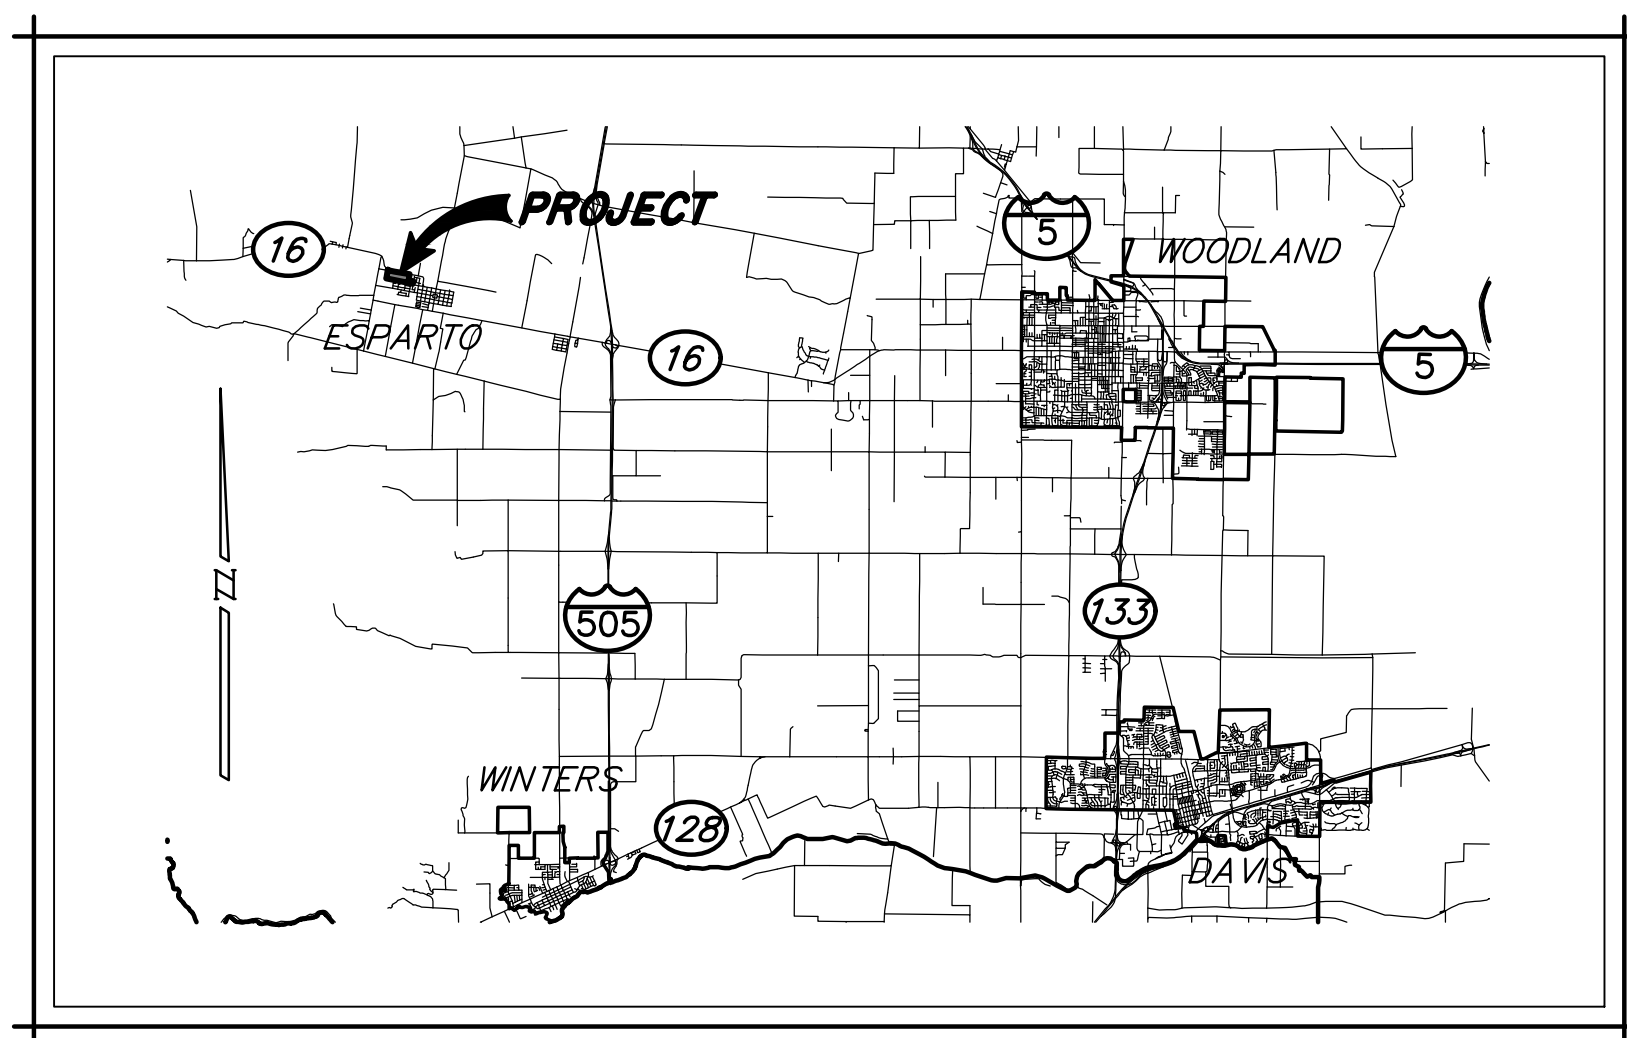 PROJECT
5
WOODLAND
16
ESPARTO
16
5
N
505
133
WINTERS
128
DAVIS